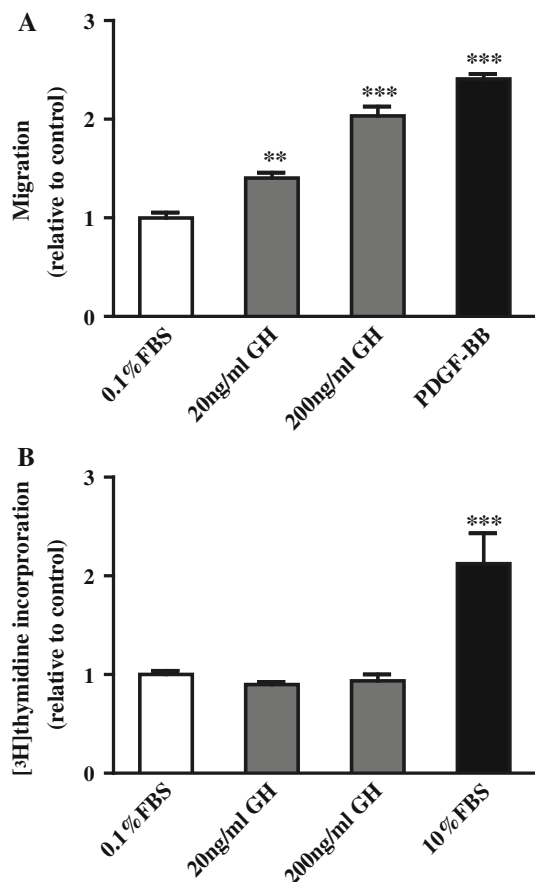 A
3
2
1
0
**
***
***
Migration
(relative to control)
0.1%FBS
20ng/ml GH
200ng/ml GH
PDGF-BB
B
3
2
1
0
***
[3H]thymidine incorproration
(relative to control)
0.1%FBS
20ng/ml GH
200ng/ml GH
10%FBS